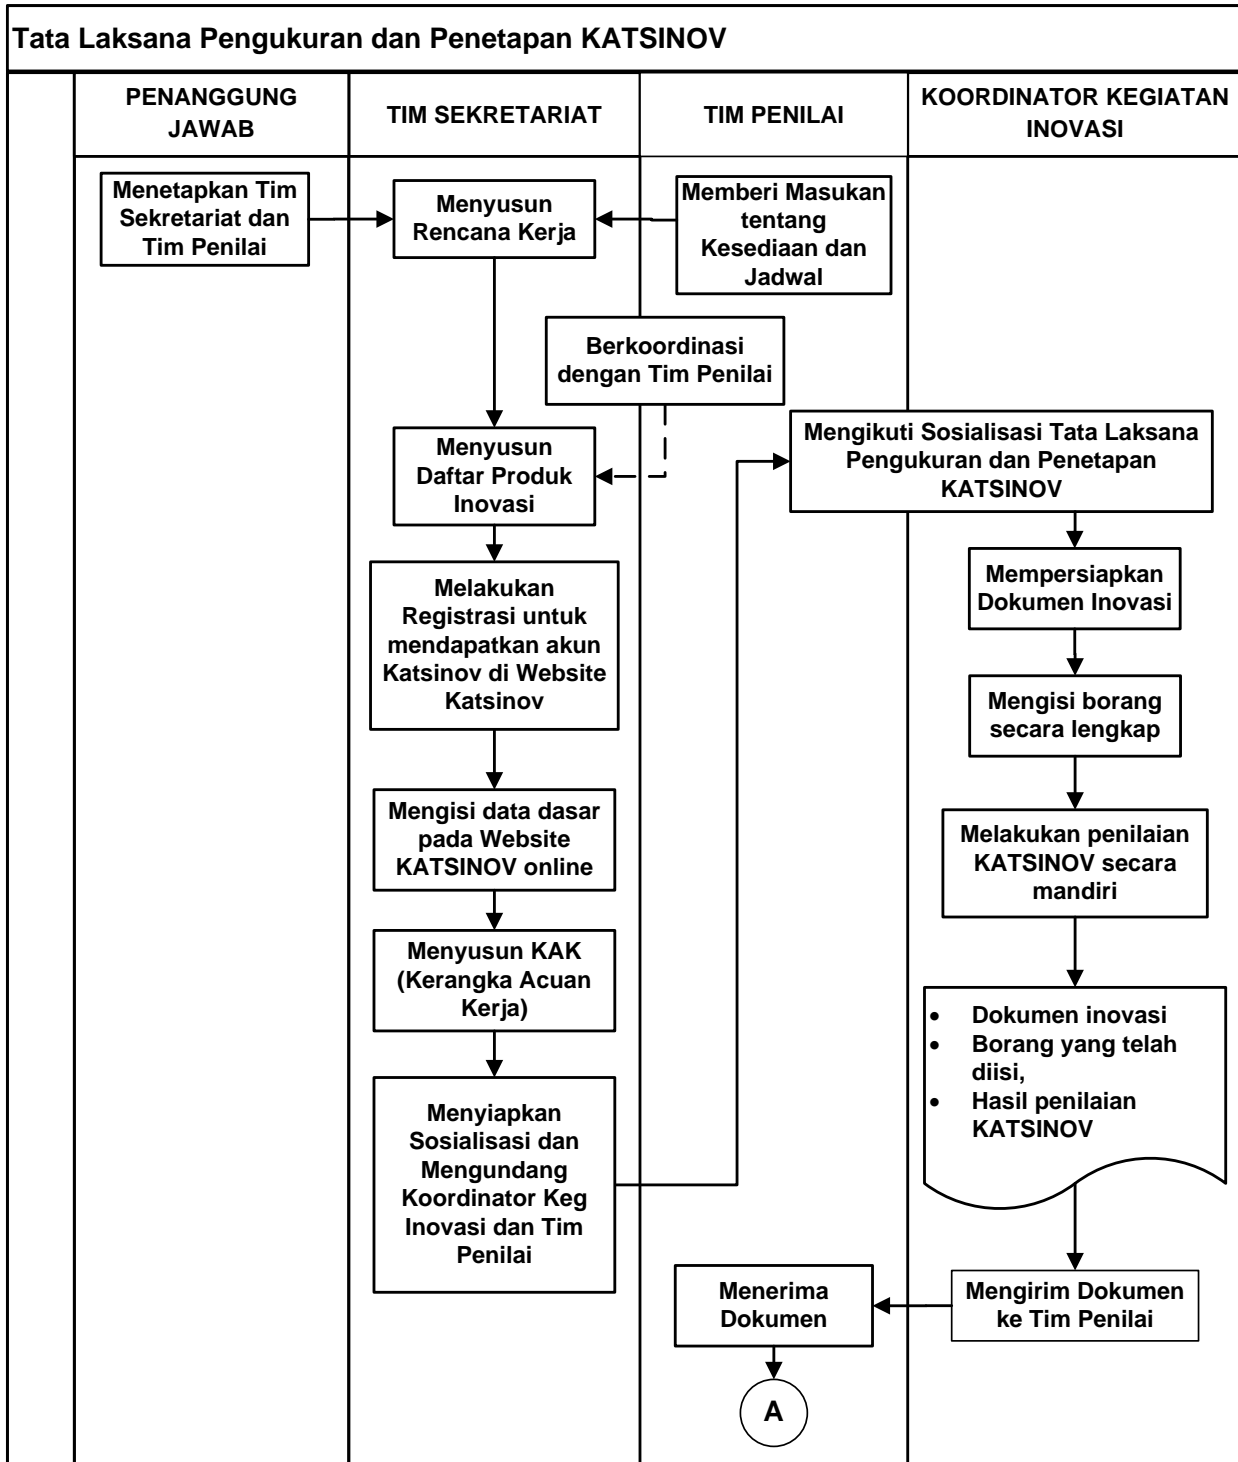 Tata Laksana Pengukuran dan Penetapan KATSINOV
PENANGGUNG
JAWAB
TIM SEKRETARIAT
TIM PENILAI
KOORDINATOR KEGIATAN
INOVASI
Menetapkan Tim
Sekretariat dan
Tim Penilai
Menyusun
Rencana Kerja
Memberi Masukan
tentang
Kesediaan dan
Jadwal
Berkoordinasi
dengan Tim Penilai
Menyusun
Daftar Produk
Inovasi
Mengikuti Sosialisasi Tata Laksana
Pengukuran dan Penetapan
KATSINOV
Melakukan
Registrasi untuk
mendapatkan akun
Katsinov di Website
Katsinov
Mempersiapkan
Dokumen Inovasi
Mengisi borang
secara lengkap
Mengisi data dasar
pada Website
KATSINOV online
Melakukan penilaian
KATSINOV secara
mandiri
Menyusun KAK
(Kerangka Acuan
Kerja)
• Dokumen inovasi
• Borang yang telah
diisi,
• Hasil penilaian
KATSINOV
Menyiapkan
Sosialisasi dan
Mengundang
Koordinator Keg
Inovasi dan Tim
Penilai
Menerima
Dokumen
Mengirim Dokumen
ke Tim Penilai
A